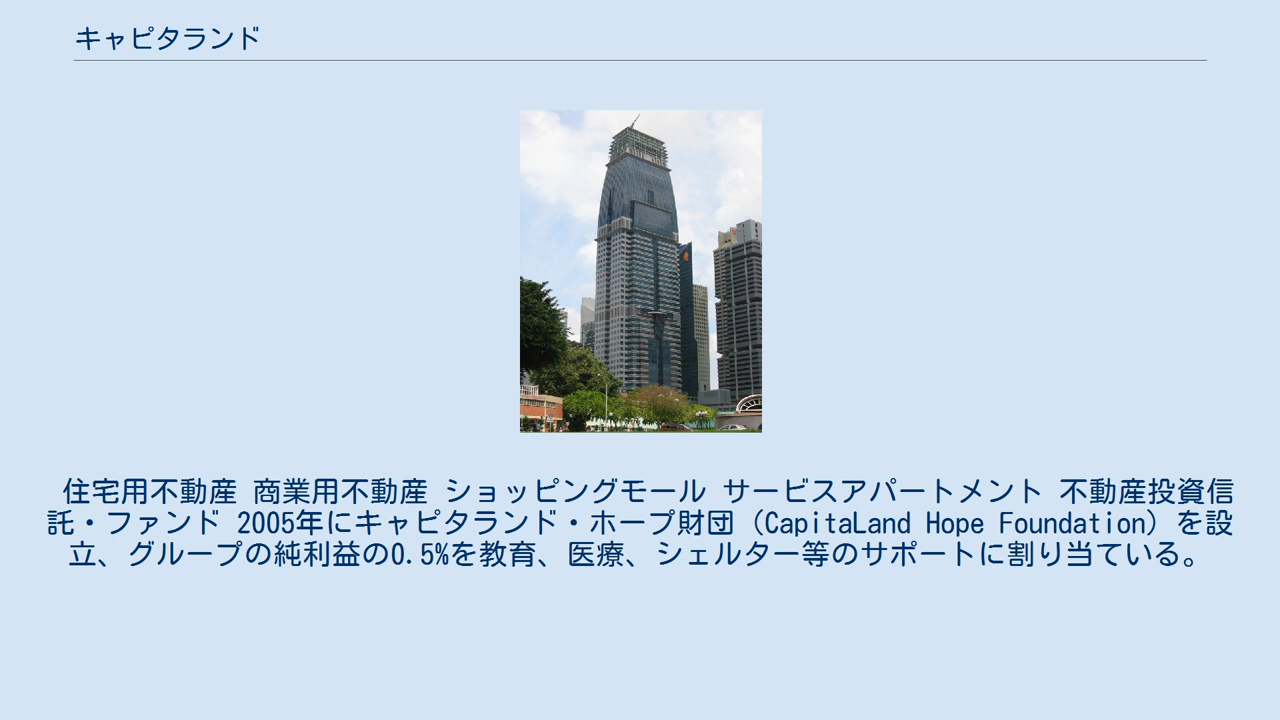 キャピタランド
住宅用不動産 商業用不動産 ショッピングモール サービスアパートメント 不動産投資信
託・ファンド 2005年にキャピタランド・ホープ財団（CapitaLand Hope Foundation）を設
立、グループの純利益の0.5%を教育、医療、シェルター等のサポートに割り当ている。